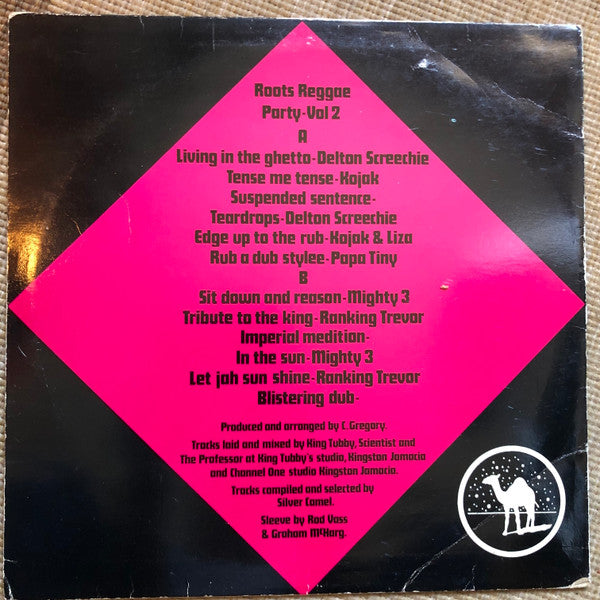 Roots Reggae
Party-Vol 2
A
Living in the ghetto-Delton Screechie
Tense me tense-Kojak
Suspended sentence-
Teardrops-Delton Screechie
Edge up to the rub-Kojak & Liza
Rub a dub stylee-Papa Tiny
B
Sit down and reason-Mighty 3
Tribute to the king-Ranking Trevor
Imperial medition-
In the sun-Mighty 3
Let jah sun shine-Ranking Trevor
Blistering dub-
Produced and arranged by C. Gregory.
Tracks laid and mixed by King Tubby, Scientist and
The Professor at King Tubby's studio, Kingston Jamacia
and Channel One studio Kingston Jamacia.
Tracks compiled and selected by
Silver Camel.
Sleeve by Rod Vass
& Graham McHarg.